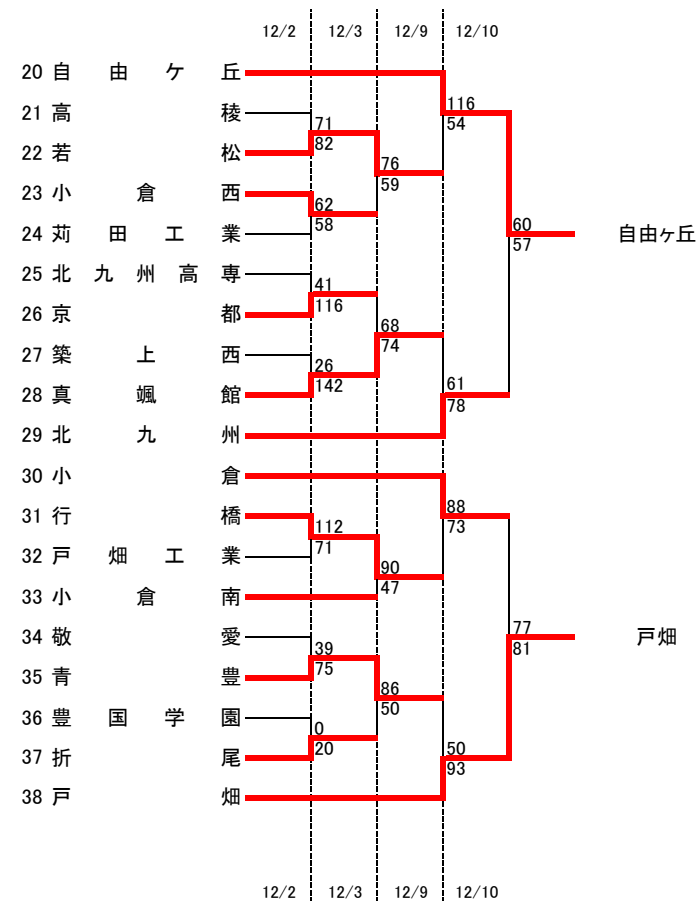 12/2 12/3 12/9 12/10
20 自由ケ丘
116
21 高稜
54
71
22 若松
82
76
59
23 小倉西
62
58
24 苅田工業
60
57
自由ヶ丘
25 北九州高専
41
26 京都
116
68
74
27 築上西
26
28 真颯館
142
61
78
29 北九州
30 小倉
31 行橋
88
73
112
32 戸畑工業
71
90
47
33 小倉南
34 敬愛
77
81
戸畑
39
35 青豊
75
86
50
36 豊国学園
0
37 折尾
20
50
93
38 戸畑
12/2 12/3 12/9 12/10